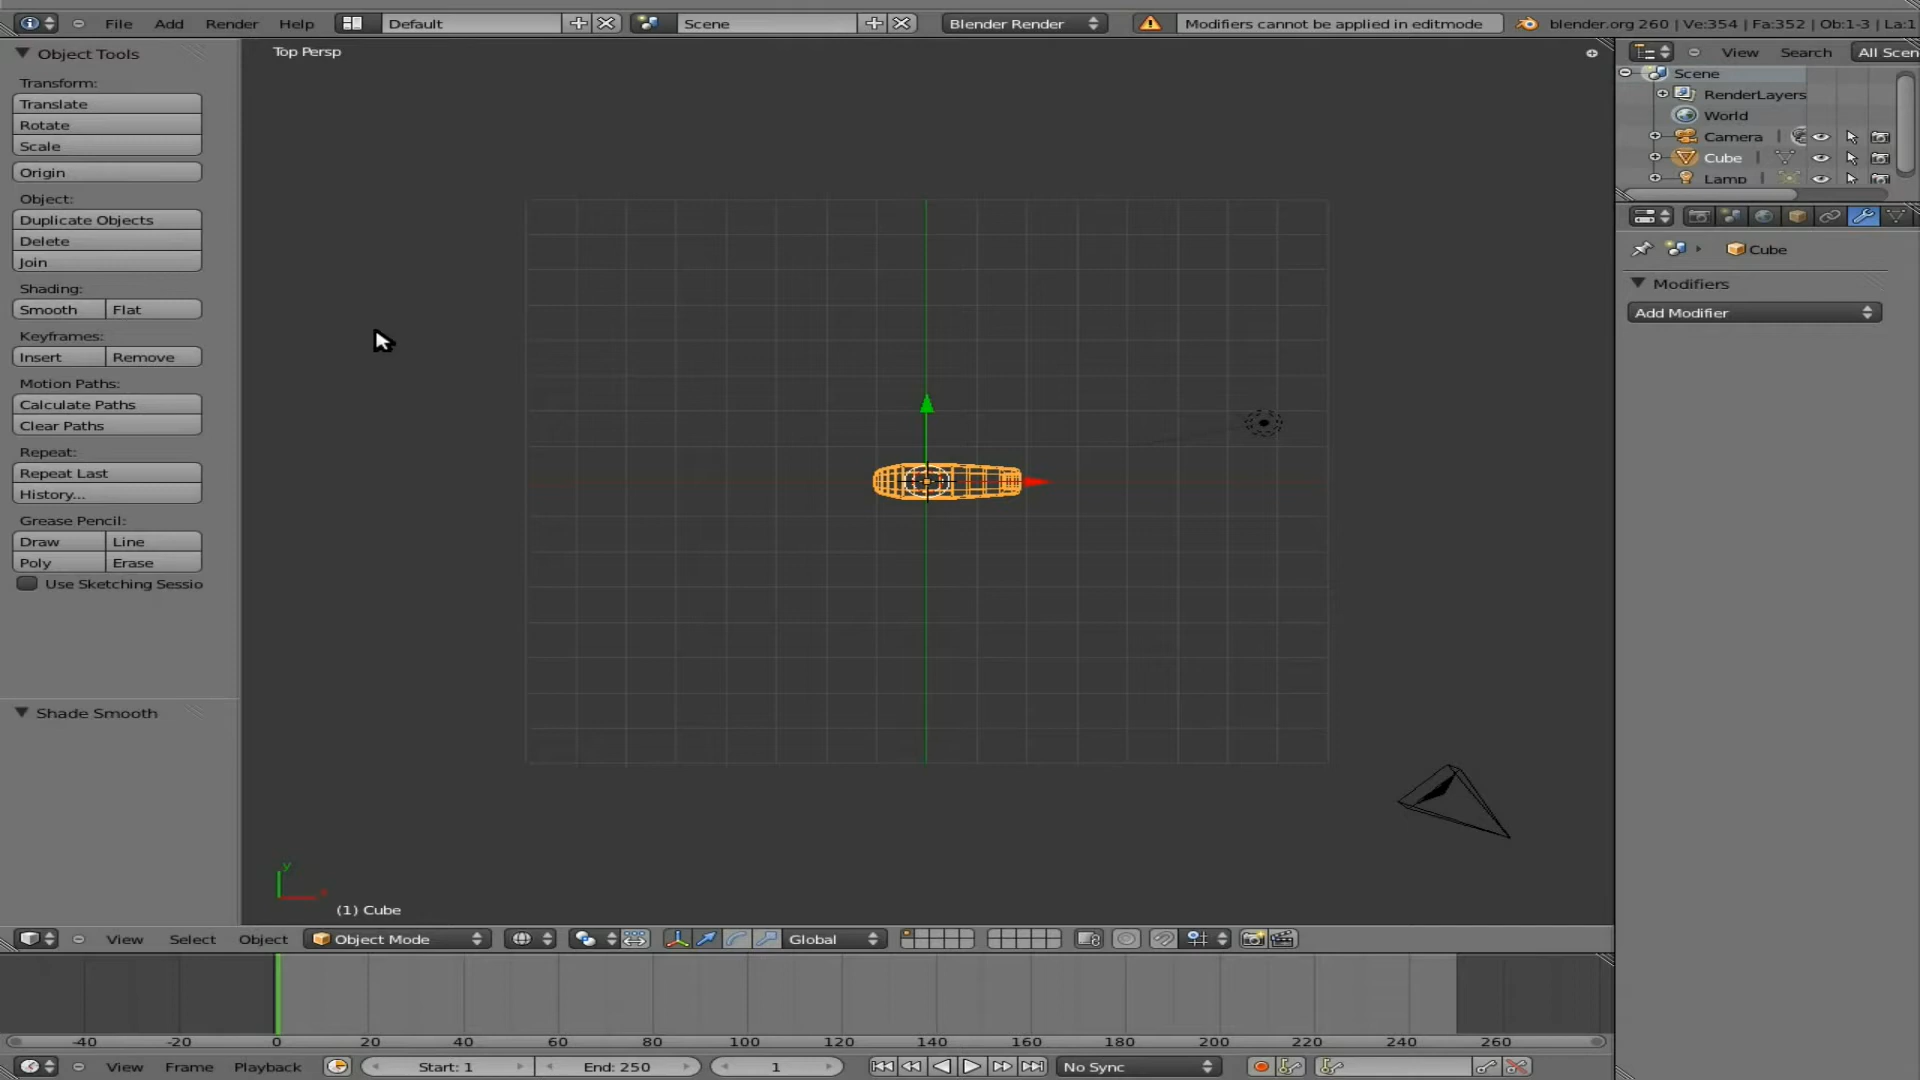 File Add Render Help Default Scene Blender Render Modifiers cannot be applied in editmode blender.org 260 | Ve:354 | Fa:352 | Ob:1-3 | La:1
Object Tools
Transform:
Translate
Rotate
Scale
Origin
Object:
Duplicate Objects
Delete
Join
Shading:
Smooth Flat
Keyframes:
Insert Remove
Motion Paths:
Calculate Paths
Clear Paths
Repeat:
Repeat Last
History...
Grease Pencil:
Draw Line
Poly Erase
Use Sketching Sessio
Shade Smooth
Top Persp
y
(1) Cube
View Search All Scen
Scene
RenderLayers
World
Camera
Cube
Lamp
Cube
Modifiers
Add Modifier
View Select Object Object Mode Global
-40 -20 0 20 40 60 80 100 120 140 160 180 200 220 240 260
View Frame Playback Start: 1 End: 250 1 No Sync